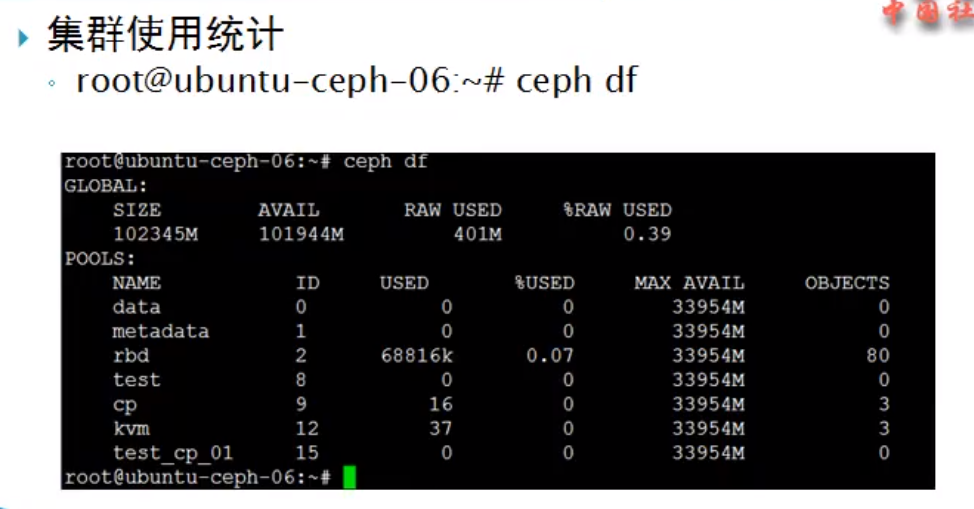 中国社
集群使用统计
root@ubuntu-ceph-06:~# ceph df
root@ubuntu-ceph-06:~# ceph df
GLOBAL:
SIZE AVAIL RAW USED %RAW USED
102345M 101944M 401M 0.39
POOLS:
NAME ID USED %USED MAX AVAIL OBJECTS
data 0 0 0 33954M 0
metadata 1 0 0 33954M 0
rbd 2 68816k 0.07 33954M 80
test 8 0 0 33954M 0
cp 9 16 0 33954M 3
kvm 12 37 0 33954M 3
test_cp_01 15 0 0 33954M 0
root@ubuntu-ceph-06:~#